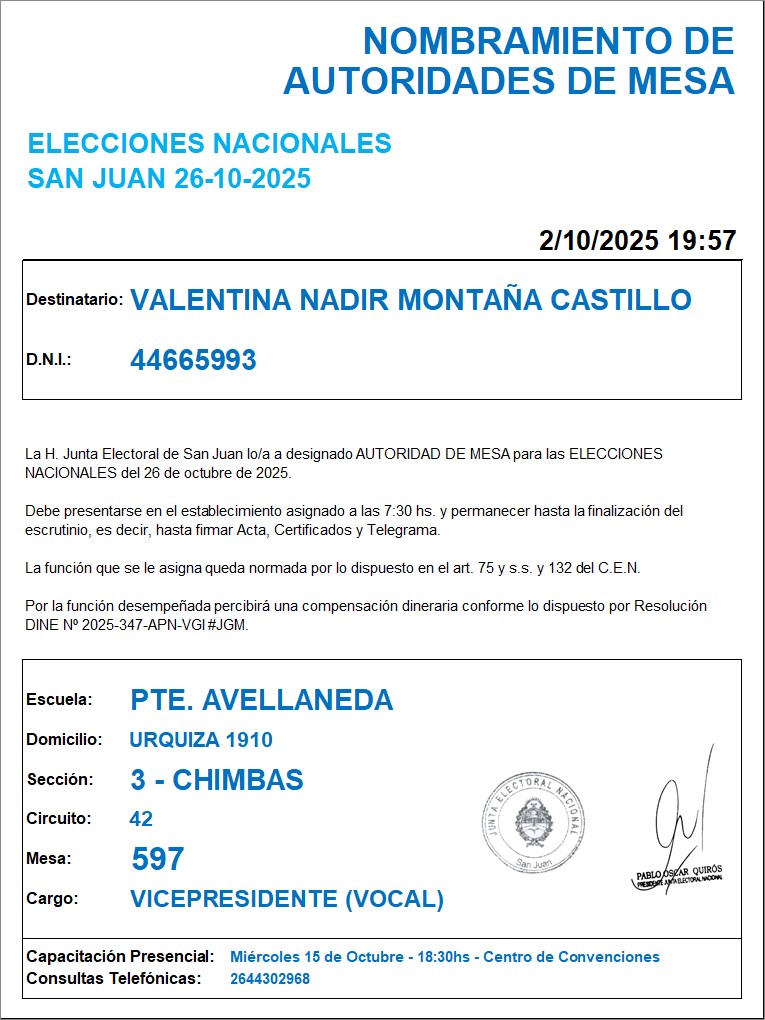 NOMBRAMIENTO DE
AUTORIDADES DE MESA
ELECCIONES NACIONALES
SAN JUAN 26-10-2025
2/10/2025 19:57
Destinatario: VALENTINA NADIR MONTAÑA CASTILLO
D.N.I.: 44665993
La H. Junta Electoral de San Juan lo/a a designado AUTORIDAD DE MESA para las ELECCIONES
NACIONALES del 26 de octubre de 2025.
Debe presentarse en el establecimiento asignado a las 7:30 hs. y permanecer hasta la finalización del
escrutinio, es decir, hasta firmar Acta, Certificados y Telegrama.
La función que se le asigna queda normada por lo dispuesto en el art. 75 y s.s. y 132 del C.E.N.
Por la función desempeñada percibirá una compensación dineraria conforme lo dispuesto por Resolución
DINE Nº 2025-347-APN-VGI#JGM.
Escuela: PTE. AVELLANEDA
Domicilio: URQUIZA 1910
Sección: 3 - CHIMBAS
Circuito: 42
Mesa: 597
Cargo: VICEPRESIDENTE (VOCAL)
JUNTA ELECTORAL NACIONAL
San Juan
PABLO OSCAR QUIRÓS
PRESIDENTE JUNTA ELECTORAL NACIONAL
Capacitación Presencial: Miércoles 15 de Octubre - 18:30hs - Centro de Convenciones
Consultas Telefónicas: 2644302968